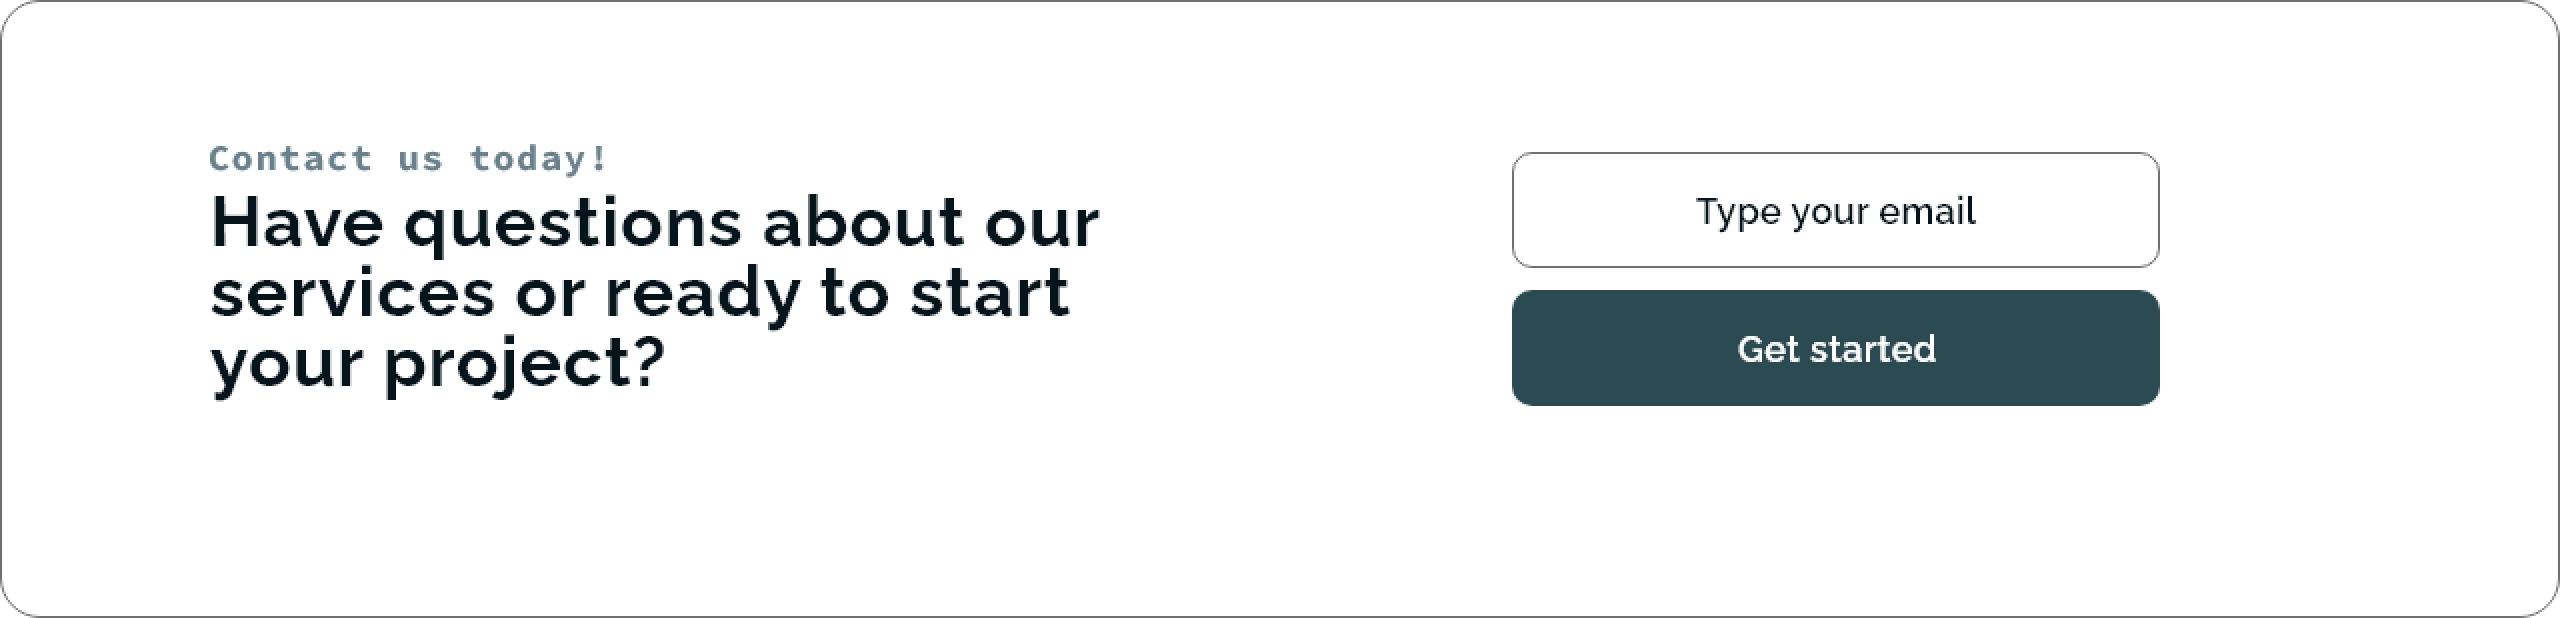 Contact us today!
Have questions about our
services or ready to start
your project?
Type your email
Get started